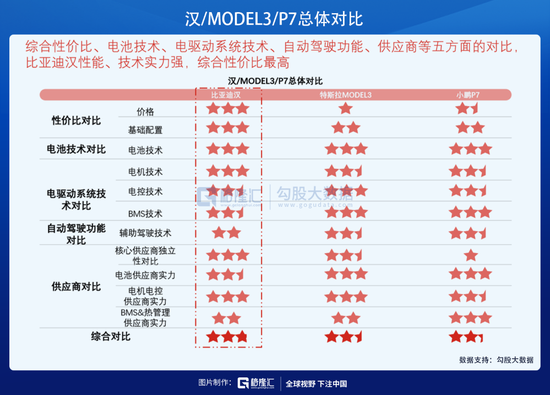 汉/MODEL3/P7总体对比
综合性价比、电池技术、电驱动系统技术、自动驾驶功能、供应商等五方面的对比，
比亚迪汉性能、技术实力强，综合性价比最高
汉/MODEL3/P7总体对比
比亚迪汉 特斯拉MODEL3 小鹏P7
性价比对比
价格
基础配置
电池技术对比 电池技术
电驱动系统技
术对比
电机技术
电控技术
BMS技术
自动驾驶功能
对比
辅助驾驶技术
供应商对比
核心供应商独立
性对比
电池供应商实力
电机电控
供应商实力
BMS&热管理
供应商实力
综合对比
格隆汇 勾股大数据
www.gogudata.com
数据支持：勾股大数据
图片制作： 格隆汇 全球视野 下注中国